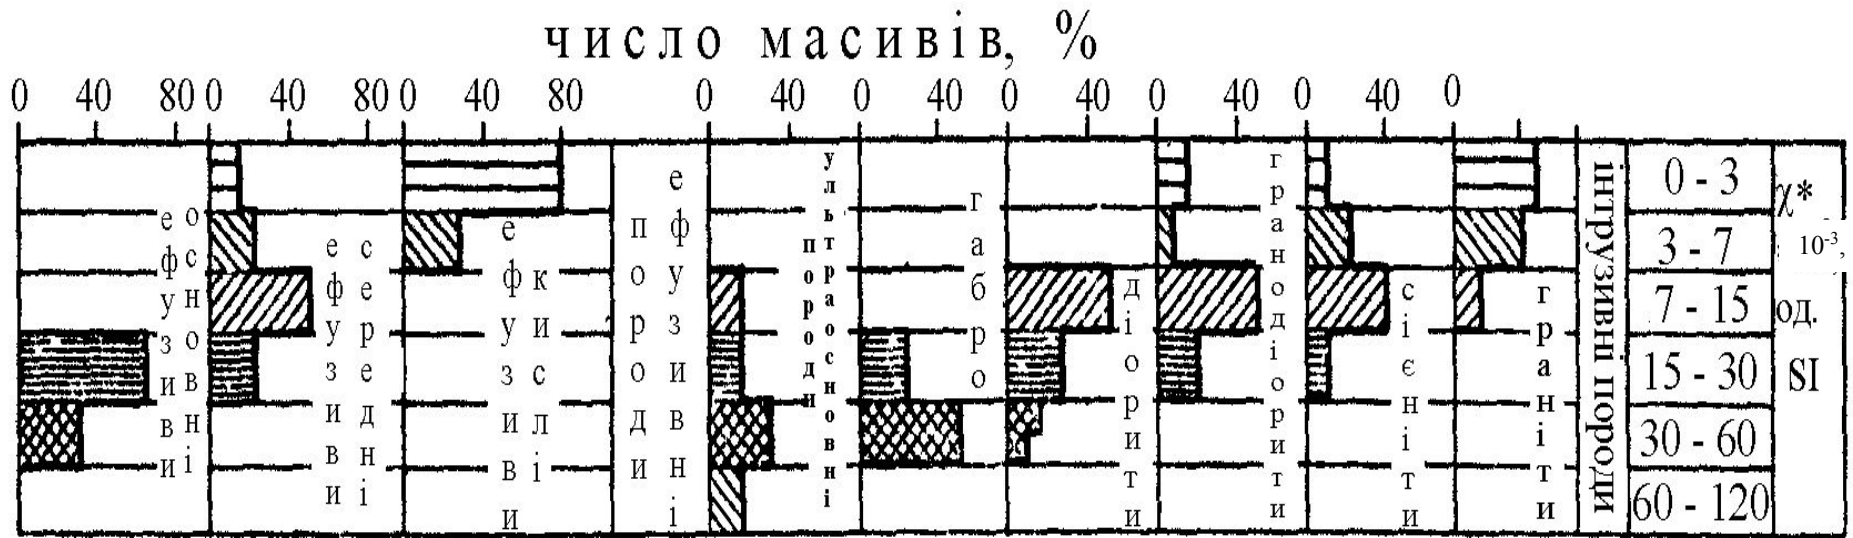 число масивів, %
0 40 80 0 40 80 0 40 80 0 40 0 40 0 40 0 40 0 40 0
основні
ефузиви
середні
ефузиви
кислі
ефузиви
ефузивні
породи
ультраосновні
породи
габро
діорити
гранодіорити
сієніти
граніти
інтрузивні породи
0 - 3
3 - 7
7 - 15
15 - 30
30 - 60
60 - 120
χ*
10⁻³,
од.
SI